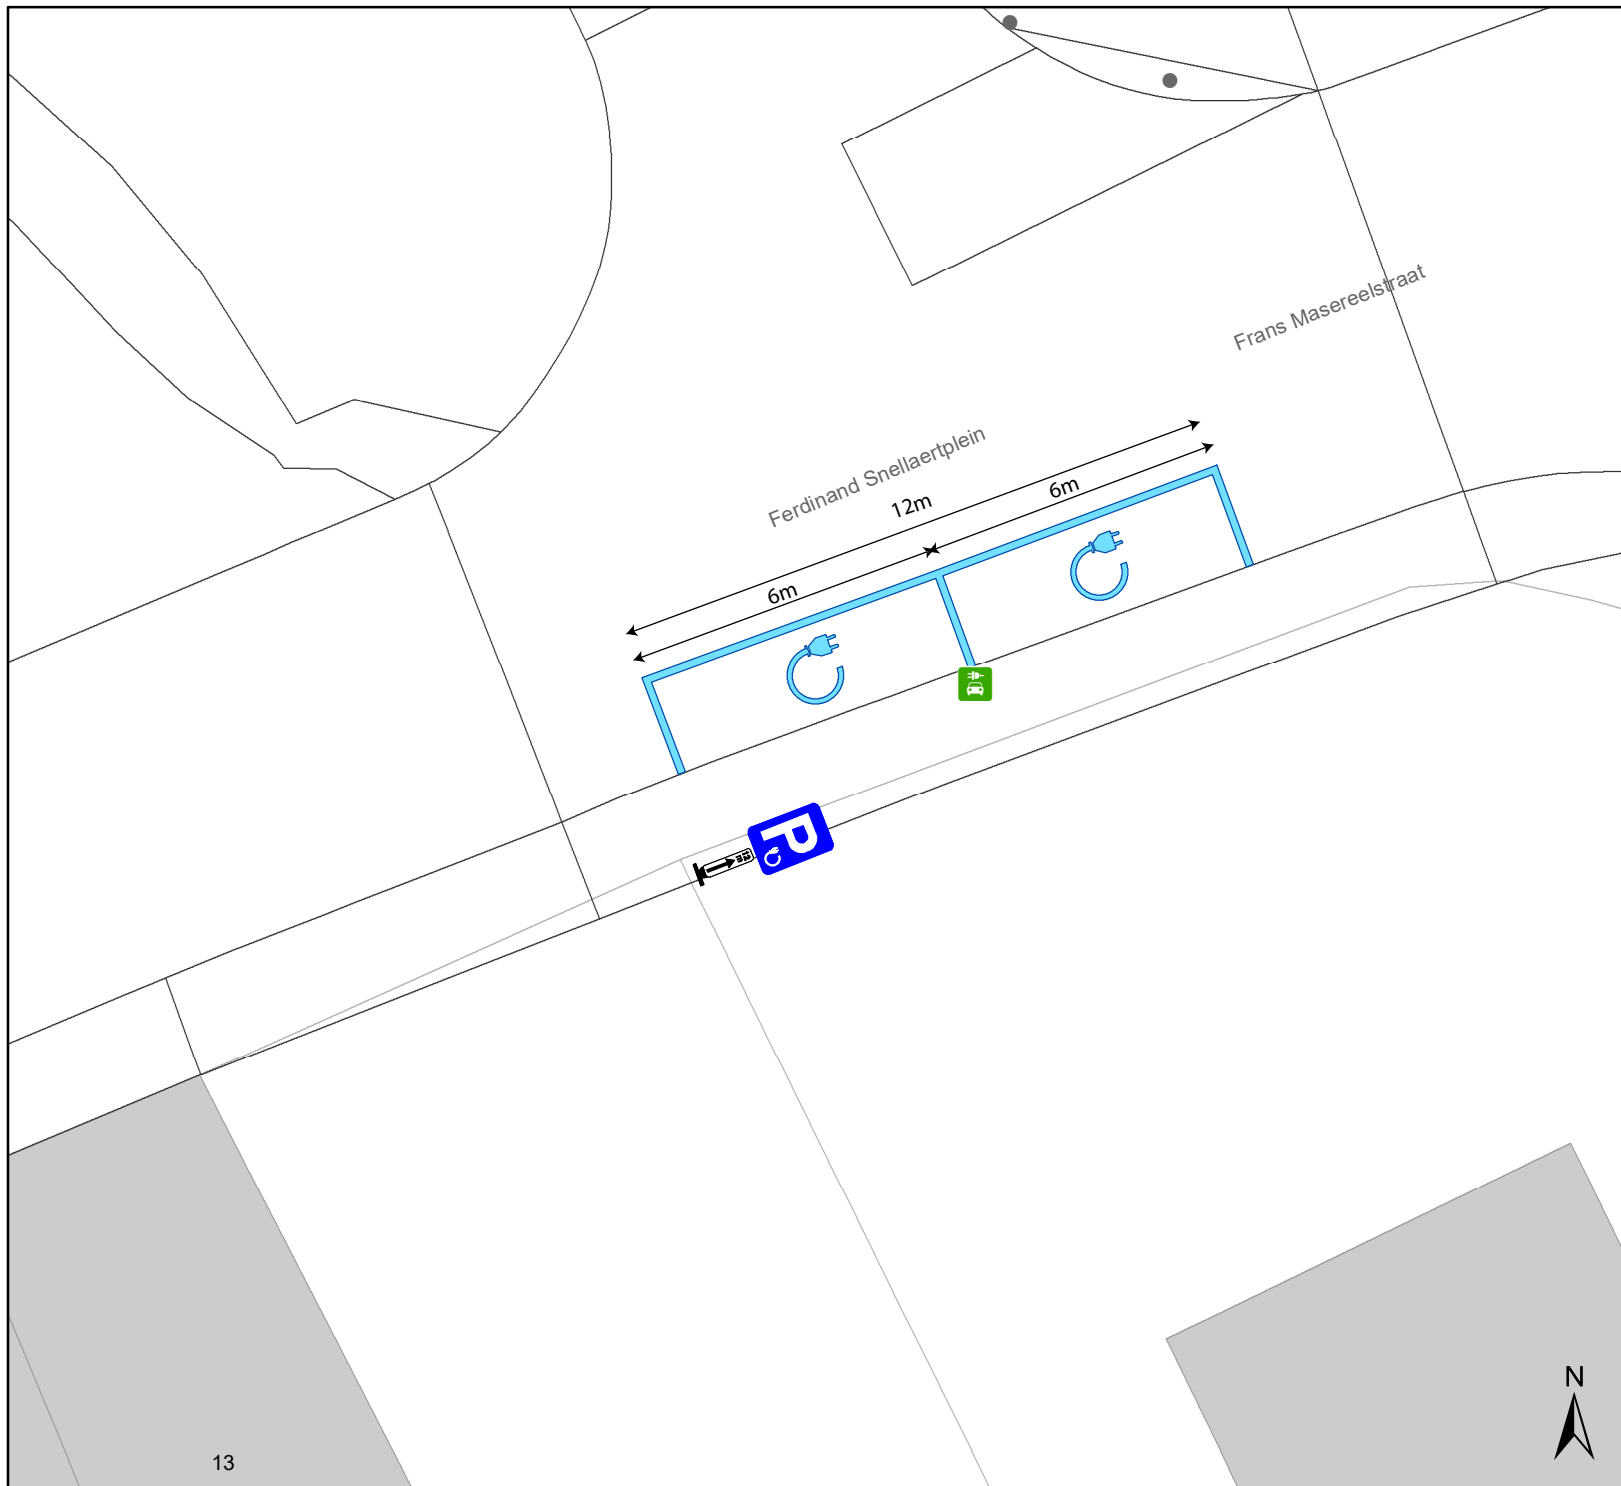 Frans Masereelstraat
Ferdinand Snellaertplein
12m
6m
6m
P
N
13